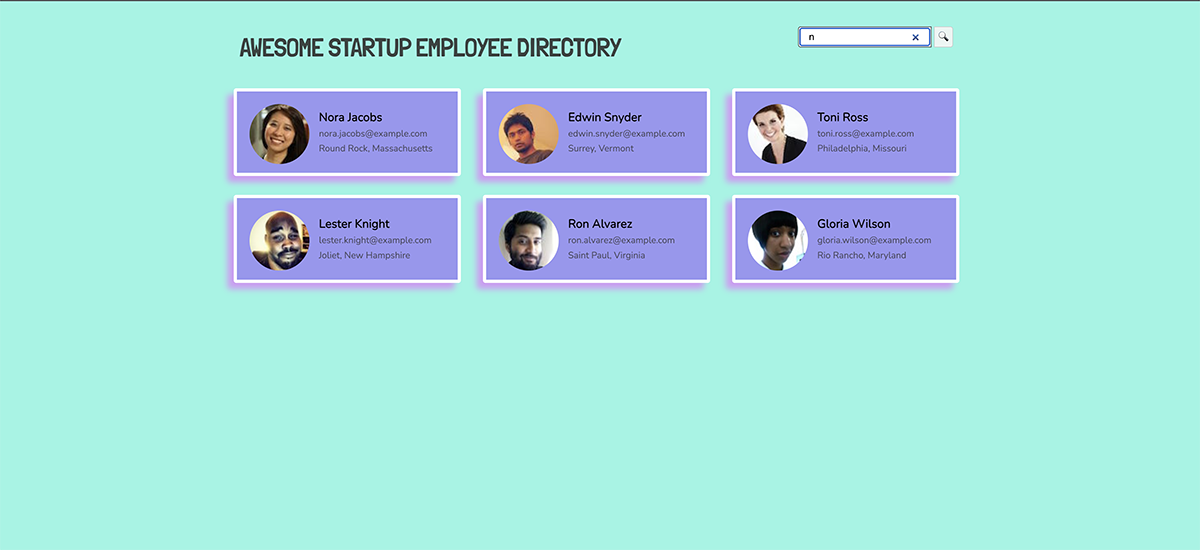 AWESOME STARTUP EMPLOYEE DIRECTORY
n
Nora Jacobs
nora.jacobs@example.com
Round Rock, Massachusetts
Edwin Snyder
edwin.snyder@example.com
Surrey, Vermont
Toni Ross
toni.ross@example.com
Philadelphia, Missouri
Lester Knight
lester.knight@example.com
Joliet, New Hampshire
Ron Alvarez
ron.alvarez@example.com
Saint Paul, Virginia
Gloria Wilson
gloria.wilson@example.com
Rio Rancho, Maryland